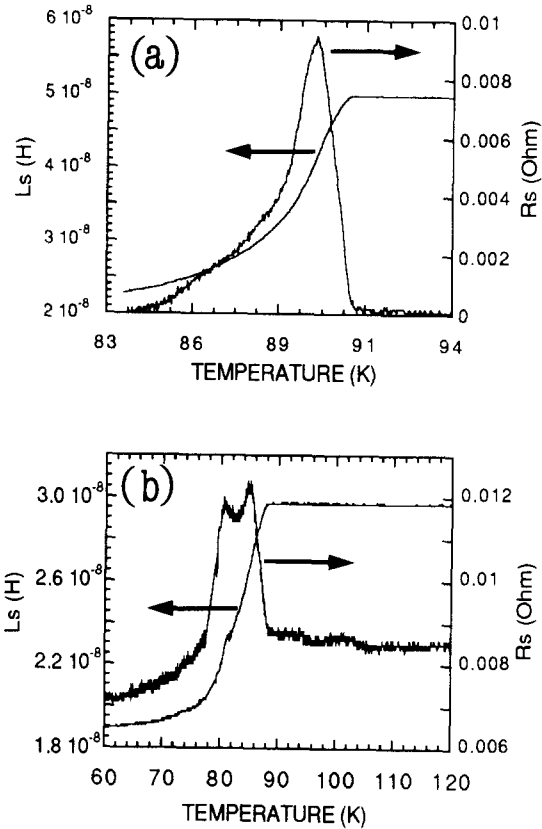 (a)
6 10⁻⁸
5 10⁻⁸
4 10⁻⁸
3 10⁻⁸
2 10⁻⁸
Ls (H)
0.01
0.008
0.006
0.004
0.002
0
Rs (Ohm)
83 86 89 91 94
TEMPERATURE (K)
(b)
3.0 10⁻⁸
2.6 10⁻⁸
2.2 10⁻⁸
1.8 10⁻⁸
Ls (H)
0.012
0.01
0.008
0.006
Rs (Ohm)
60 70 80 90 100 110 120
TEMPERATURE (K)